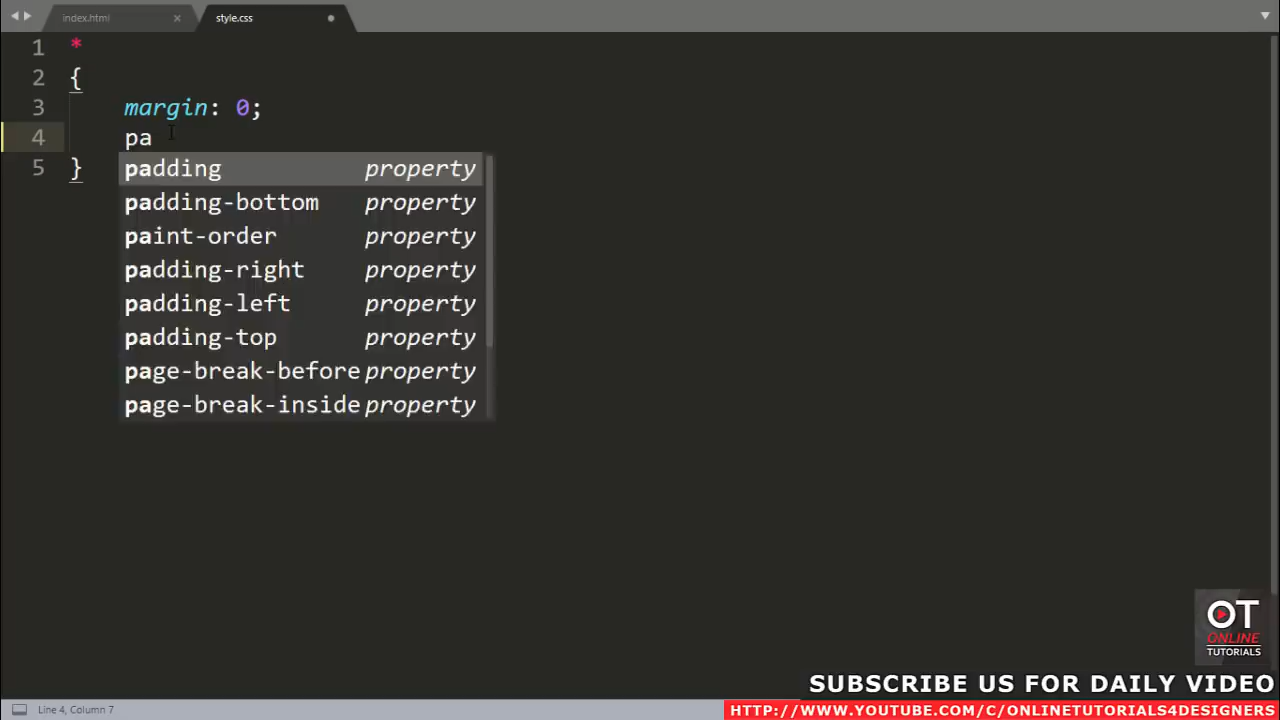 index.html × style.css
1 *
2 {
3 margin: 0;
4 pa
5 }
padding property
padding-bottom property
paint-order property
padding-right property
padding-left property
padding-top property
page-break-before property
page-break-inside property
OT
ONLINE
TUTORIALS
SUBSCRIBE US FOR DAILY VIDEO
HTTP://WWW.YOUTUBE.COM/C/ONLINETUTORIALS4DESIGNERS
Line 4, Column 7